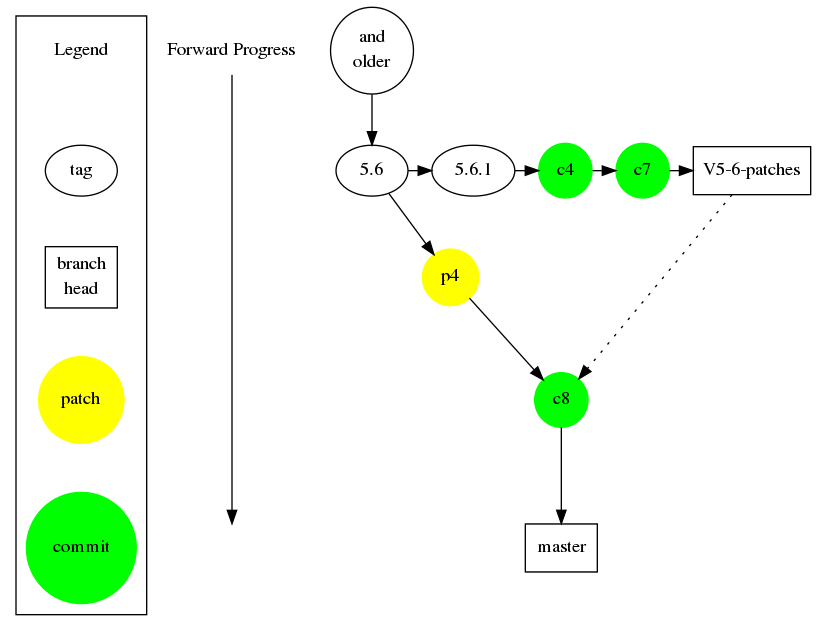 Legend
tag
branch
head
patch
commit
Forward Progress
and
older
5.6
5.6.1
c4
c7
V5-6-patches
p4
c8
master